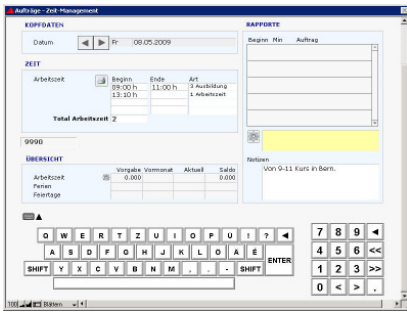 Aufträge - Zeit-Management
KOPFDATEN
Datum Fr 08.05.2009
ZEIT
Arbeitszeit Beginn Ende Art
09:00 h 11:00 h 3 Ausbildung
13:10 h 1 Arbeitszeit
Total Arbeitszeit 2
9990
ÜBERSICHT
Vorgabe Vormonat Aktuell Saldo
Arbeitszeit 0.000 0.000
Ferien
Feiertage
RAPPORTE
Beginn Min Auftrag
Notizen
Von 9-11 Kurs in Bern.
Q W E R T Z U I O P Ü ! ?
A S D F G H J K L Ö Ä É
ENTER
SHIFT Y X C V B N M , . - SHIFT
7 8 9
4 5 6 <<
1 2 3 >>
0 < > .
100 Blättern